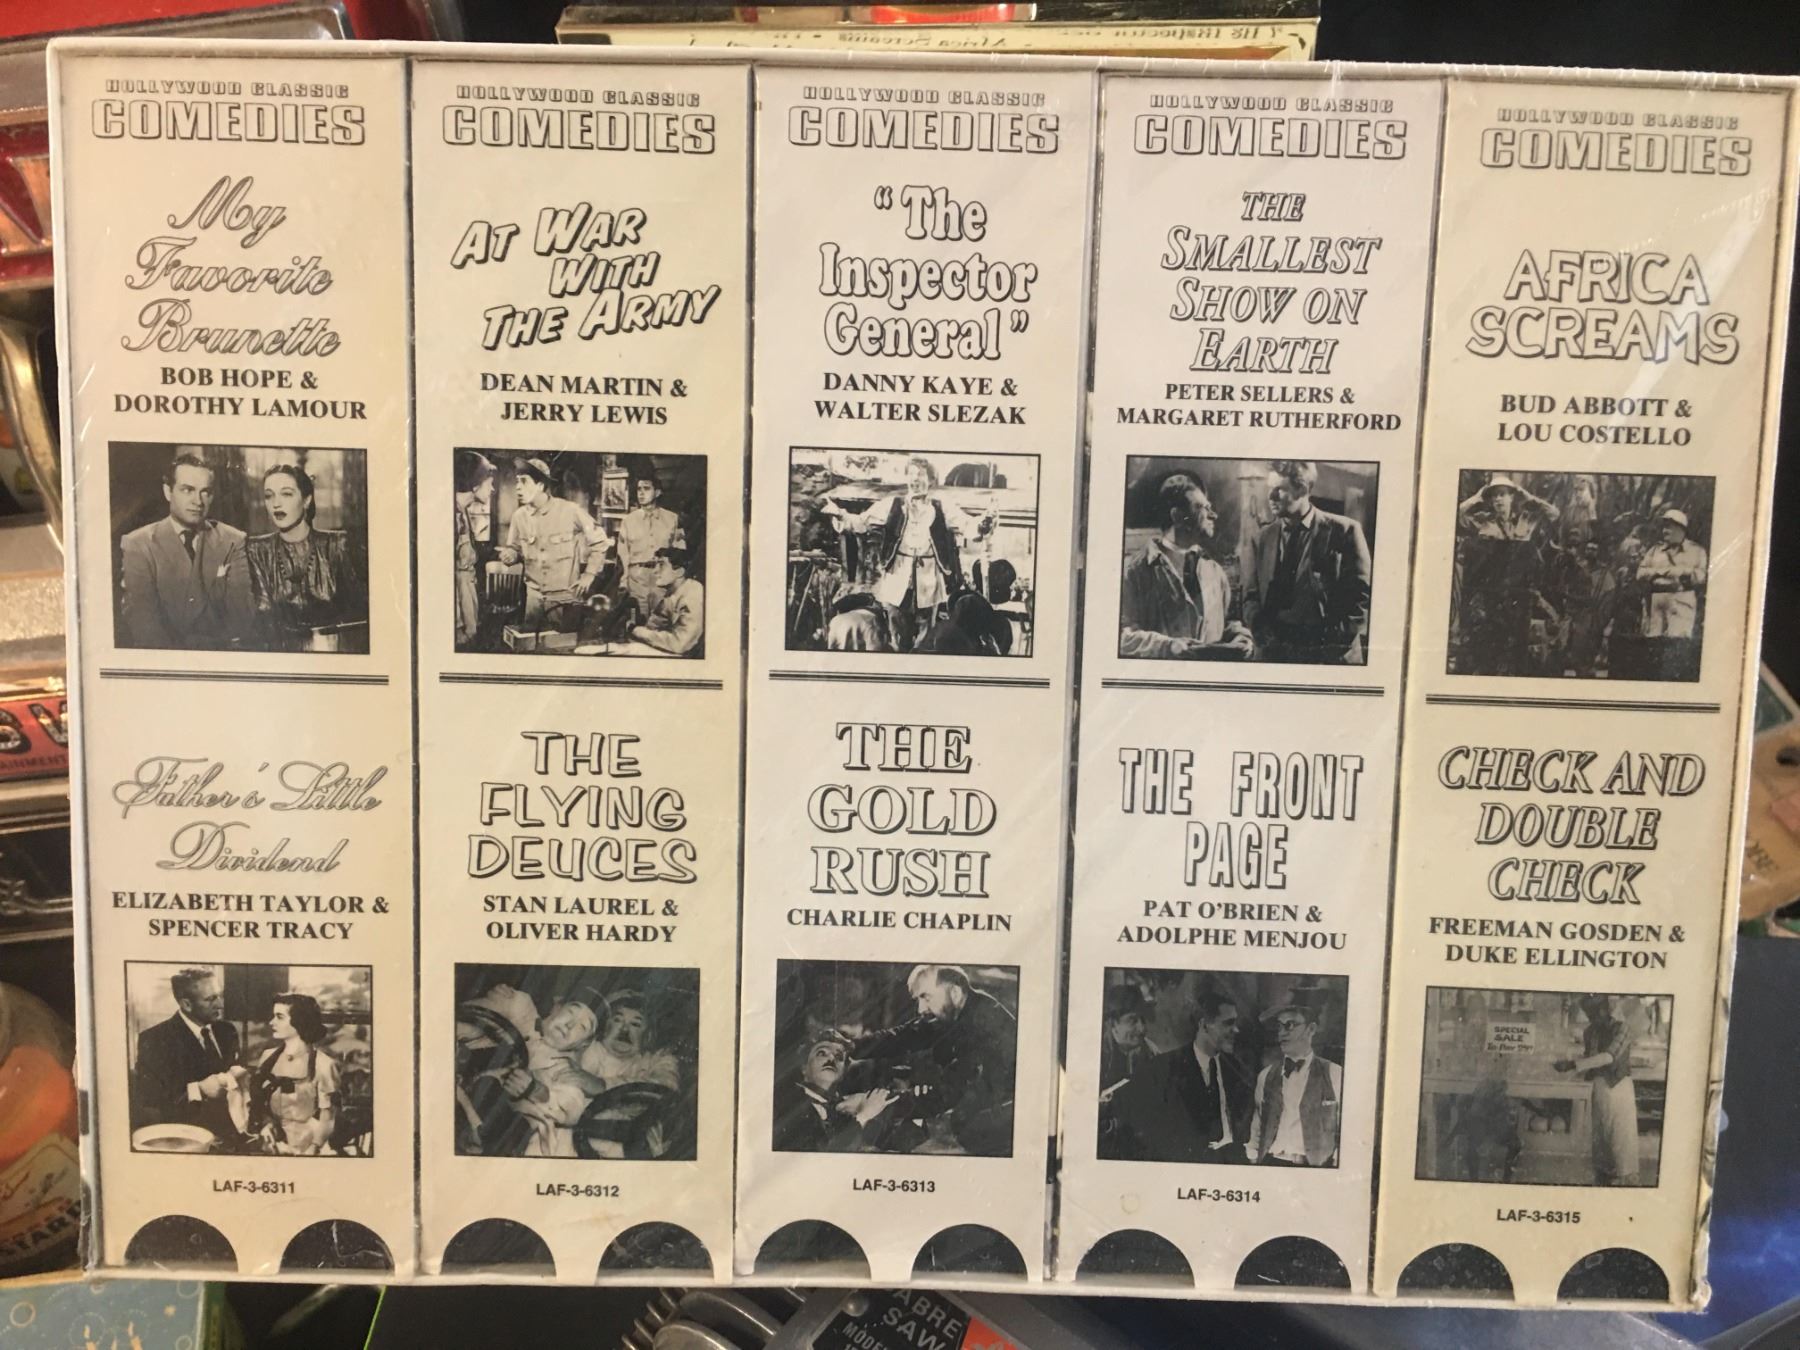 HOLLYWOOD CLASSIC
COMEDIES
My
Favorite
Brunette
BOB HOPE &
DOROTHY LAMOUR
Father's Little
Dividend
ELIZABETH TAYLOR &
SPENCER TRACY
LAF-3-6311
HOLLYWOOD CLASSIC
COMEDIES
AT WAR
WITH
THE ARMY
DEAN MARTIN &
JERRY LEWIS
THE
FLYING
DEUCES
STAN LAUREL &
OLIVER HARDY
LAF-3-6312
HOLLYWOOD CLASSIC
COMEDIES
"The
Inspector
General"
DANNY KAYE &
WALTER SLEZAK
THE
GOLD
RUSH
CHARLIE CHAPLIN
LAF-3-6313
HOLLYWOOD CLASSIC
COMEDIES
THE
SMALLEST
SHOW ON
EARTH
PETER SELLERS &
MARGARET RUTHERFORD
THE FRONT
PAGE
PAT O'BRIEN &
ADOLPHE MENJOU
LAF-3-6314
HOLLYWOOD CLASSIC
COMEDIES
AFRICA
SCREAMS
BUD ABBOTT &
LOU COSTELLO
CHECK AND
DOUBLE
CHECK
FREEMAN GOSDEN &
DUKE ELLINGTON
SPECIAL
SALE
LAF-3-6315
SABRE
SAW
MODEL